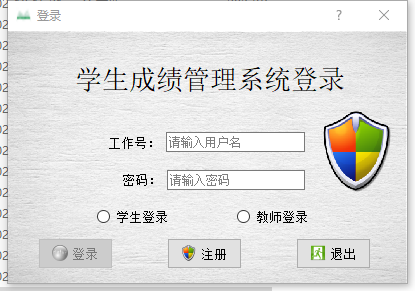 登录
学生成绩管理系统登录
工作号： 请输入用户名
密码： 请输入密码
学生登录 教师登录
登录 注册 退出